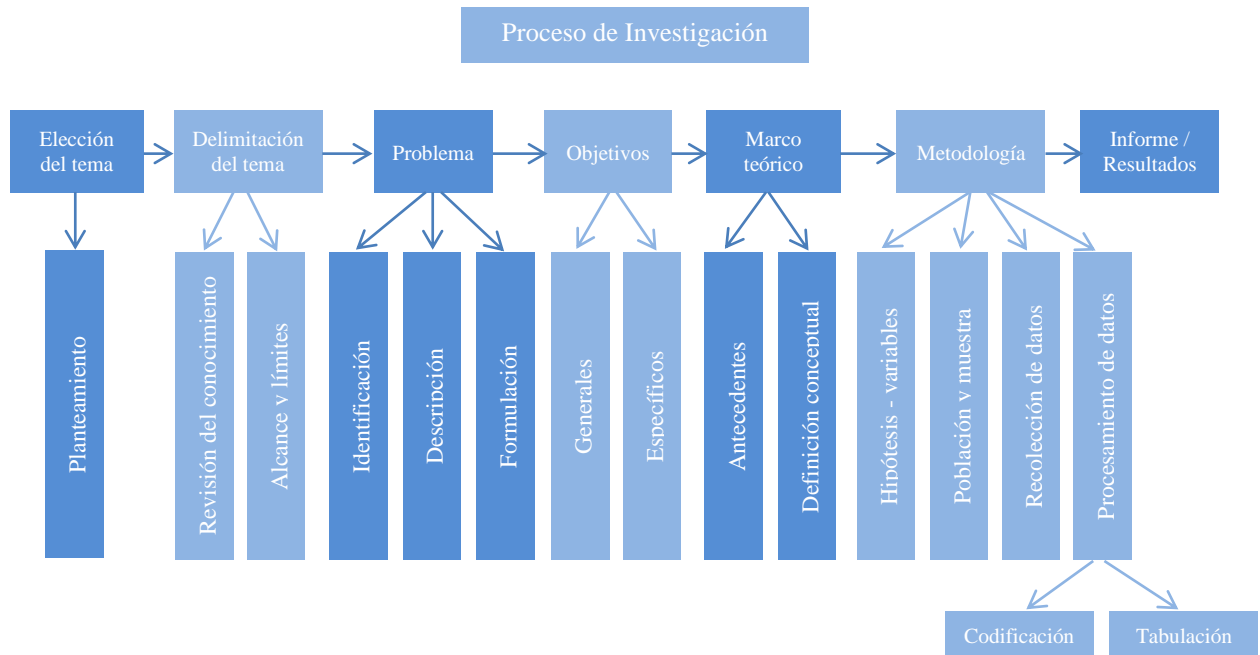 Proceso de Investigación
Elección
del tema
Delimitación
del tema
Problema
Objetivos
Marco
teórico
Metodología
Informe /
Resultados
Planteamiento
Revisión del conocimiento
Alcance y límites
Identificación
Descripción
Formulación
Generales
Específicos
Antecedentes
Definición conceptual
Hipótesis - variables
Población y muestra
Recolección de datos
Procesamiento de datos
Codificación
Tabulación